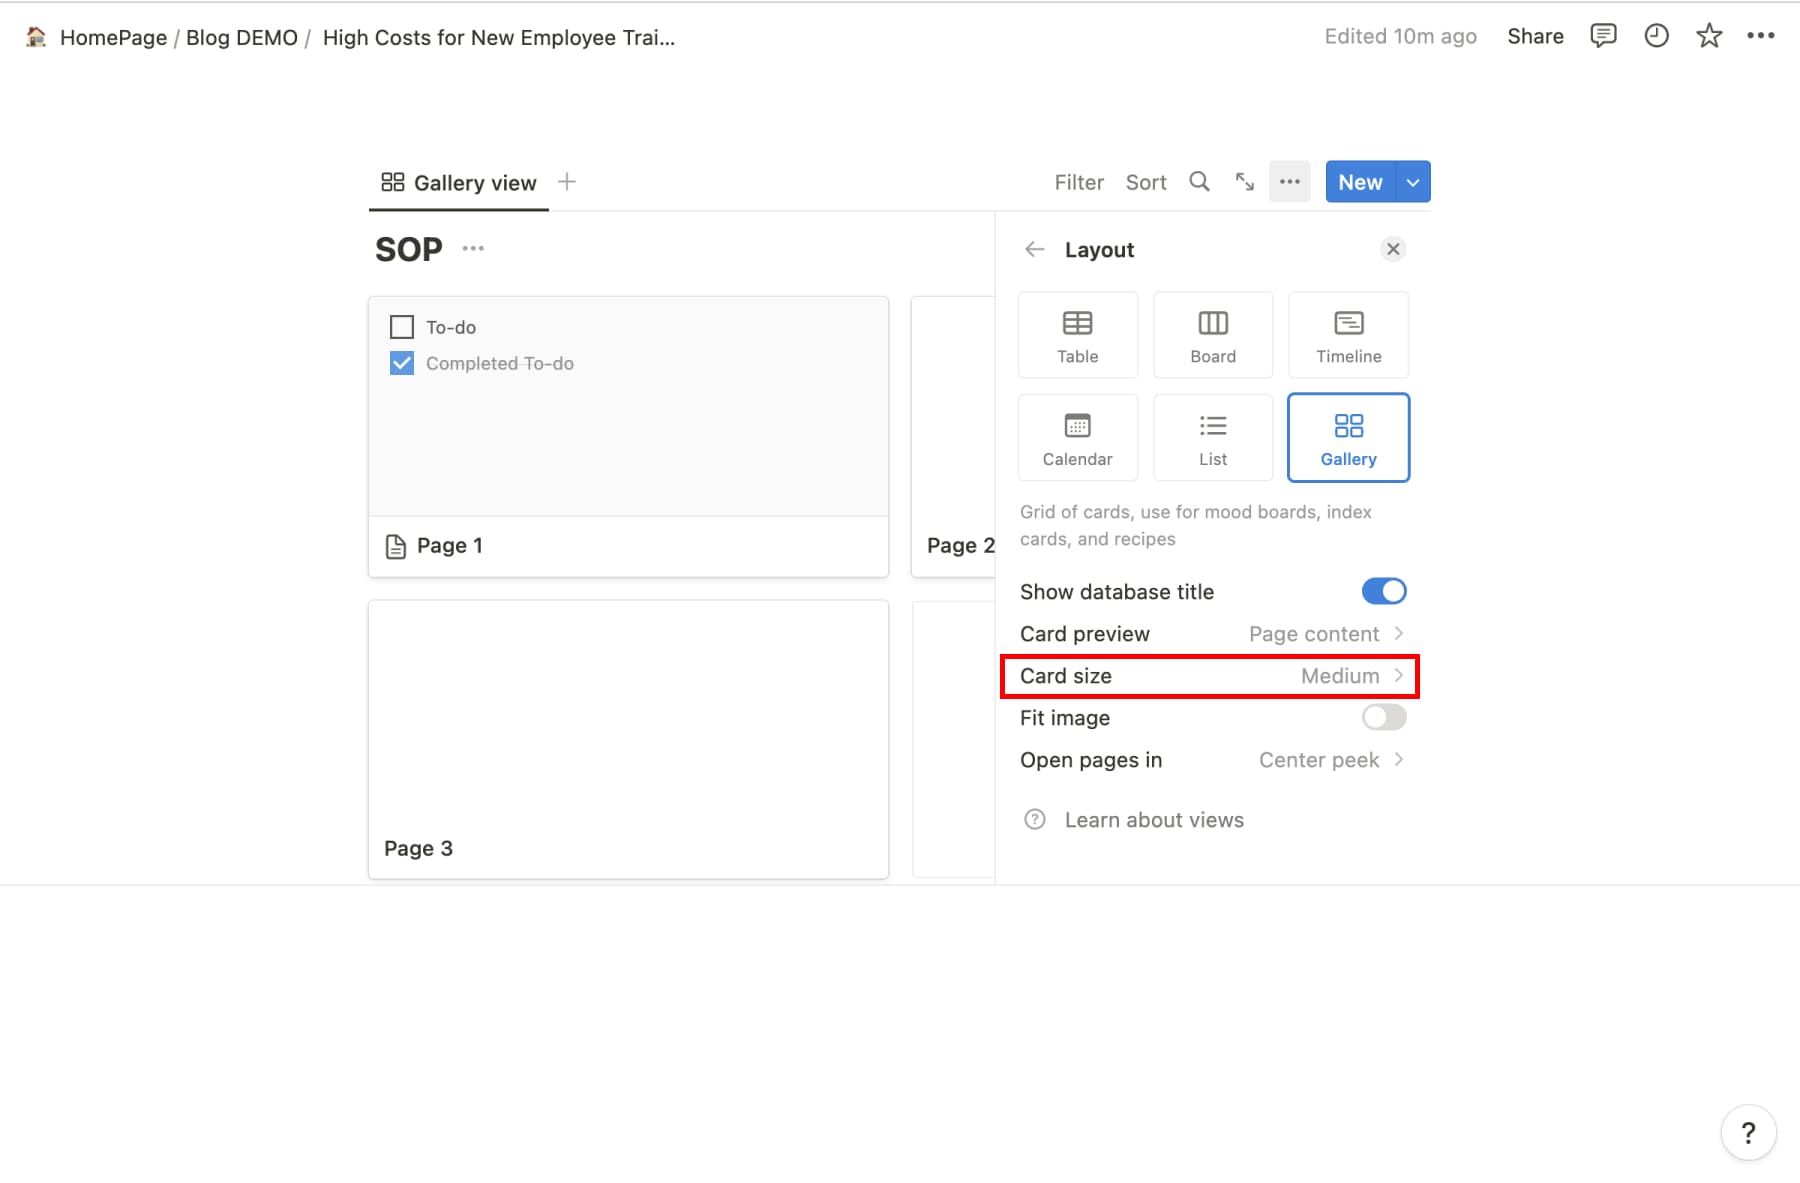 HomePage / Blog DEMO / High Costs for New Employee Trai...
Edited 10m ago Share
Gallery view
Filter Sort New
SOP
To-do
Completed To-do
Page 1
Page 2
Page 3
Layout
Table Board Timeline
Calendar List Gallery
Grid of cards, use for mood boards, index
cards, and recipes
Show database title
Card preview Page content
Card size Medium
Fit image
Open pages in Center peek
? Learn about views
?